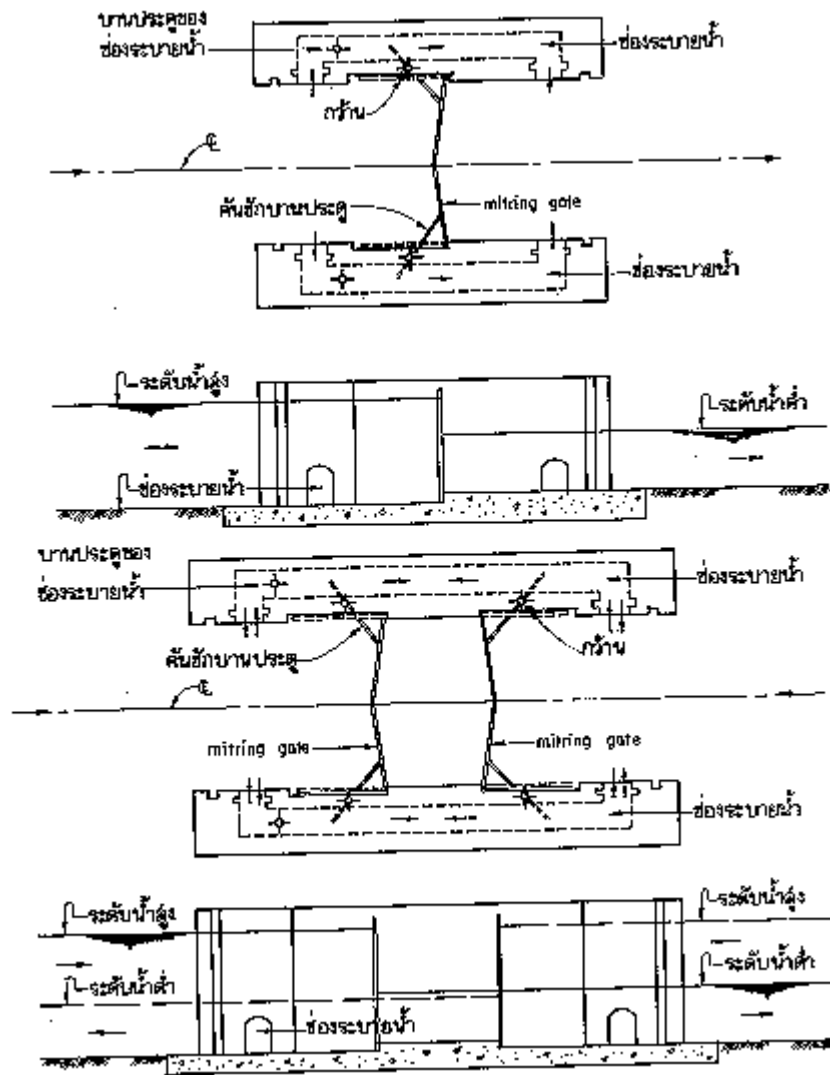 บานประตูของ
ช่องระบายน้ำ
ช่องระบายน้ำ
กว้าน
℄
คันชักบานประตู
mitring gate
ช่องระบายน้ำ
ระดับน้ำสูง
ระดับน้ำต่ำ
ช่องระบายน้ำ
บานประตูของ
ช่องระบายน้ำ
ช่องระบายน้ำ
คันชักบานประตู
กว้าน
℄
mitring gate
mitring gate
ช่องระบายน้ำ
ระดับน้ำสูง
ระดับน้ำสูง
ระดับน้ำต่ำ
ระดับน้ำต่ำ
ช่องระบายน้ำ